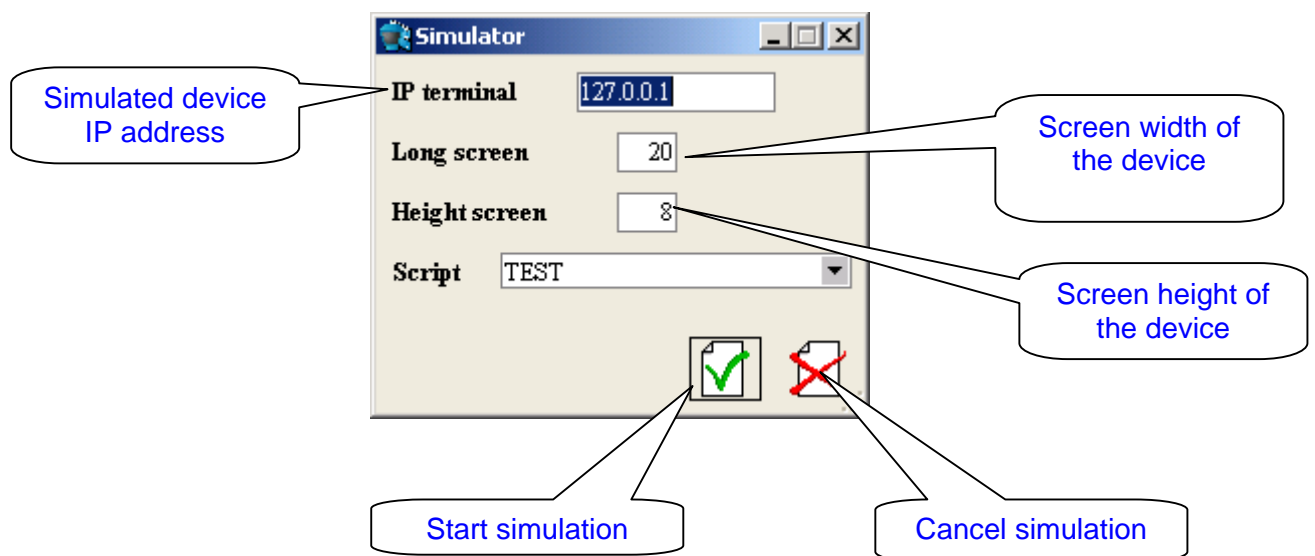 Simulator
Simulated device
IP address
IP terminal 127.0.0.1
Long screen 20
Screen width of
the device
Height screen 8
Script TEST
Screen height of
the device
Start simulation
Cancel simulation